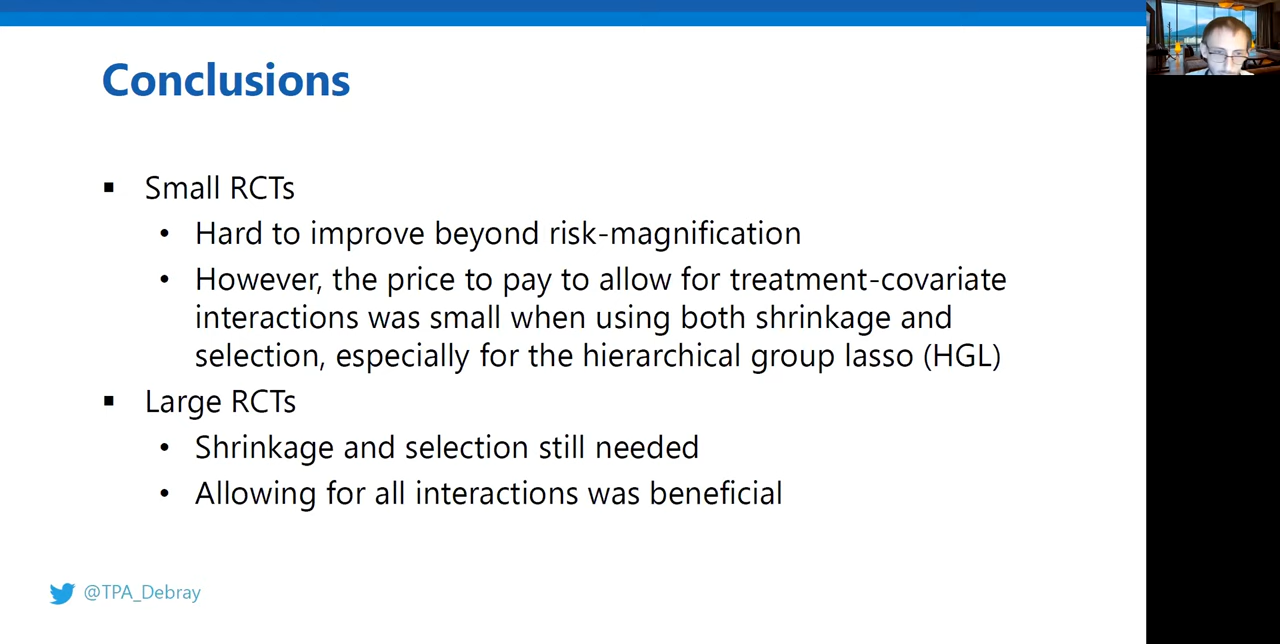 Conclusions
▪ Small RCTs
• Hard to improve beyond risk-magnification
• However, the price to pay to allow for treatment-covariate
interactions was small when using both shrinkage and
selection, especially for the hierarchical group lasso (HGL)
▪ Large RCTs
• Shrinkage and selection still needed
• Allowing for all interactions was beneficial
@TPA_Debray